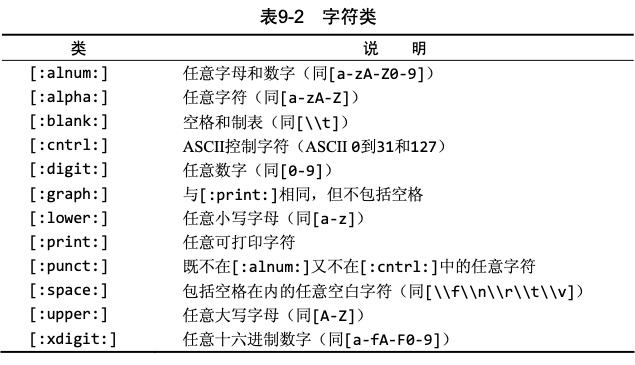 表9-2 字符类
类 说 明
[:alnum:] 任意字母和数字（同[a-zA-Z0-9]）
[:alpha:] 任意字符（同[a-zA-Z]）
[:blank:] 空格和制表（同[\\t]）
[:cntrl:] ASCII控制字符（ASCII 0到31和127）
[:digit:] 任意数字（同[0-9]）
[:graph:] 与[:print:]相同，但不包括空格
[:lower:] 任意小写字母（同[a-z]）
[:print:] 任意可打印字符
[:punct:] 既不在[:alnum:]又不在[:cntrl:]中的任意字符
[:space:] 包括空格在内的任意空白字符（同[\\f\\n\\r\\t\\v]）
[:upper:] 任意大写字母（同[A-Z]）
[:xdigit:] 任意十六进制数字（同[a-fA-F0-9]）